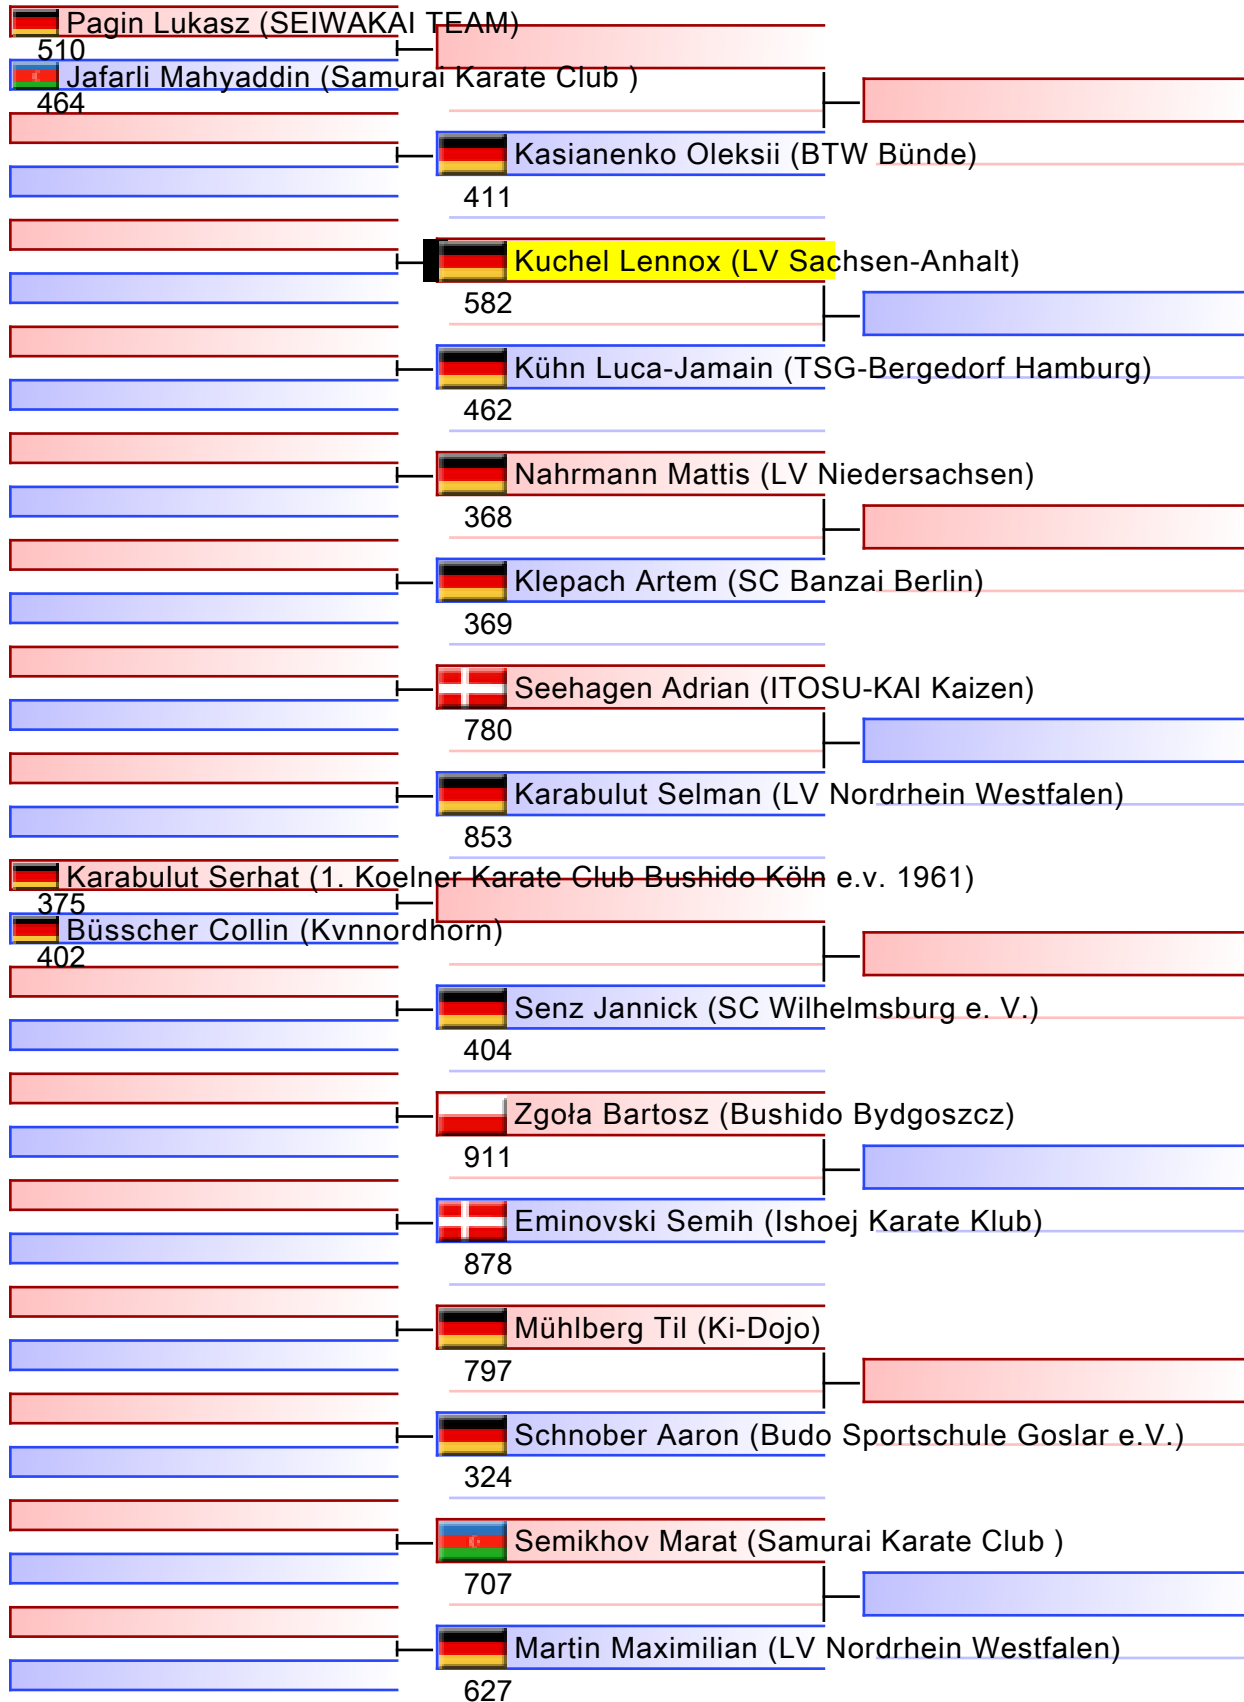 Pagin Lukasz (SEIWAKAI TEAM)
510
Jafarli Mahyaddin (Samurai Karate Club )
464
Kasianenko Oleksii (BTW Bünde)
411
Kuchel Lennox (LV Sachsen-Anhalt)
582
Kühn Luca-Jamain (TSG-Bergedorf Hamburg)
462
Nahrmann Mattis (LV Niedersachsen)
368
Klepach Artem (SC Banzai Berlin)
369
Seehagen Adrian (ITOSU-KAI Kaizen)
780
Karabulut Selman (LV Nordrhein Westfalen)
853
Karabulut Serhat (1. Koelner Karate Club Bushido Köln e.v. 1961)
375
Büsscher Collin (Kvnnordhorn)
402
Senz Jannick (SC Wilhelmsburg e. V.)
404
Zgoła Bartosz (Bushido Bydgoszcz)
911
Eminovski Semih (Ishoej Karate Klub)
878
Mühlberg Til (Ki-Dojo)
797
Schnober Aaron (Budo Sportschule Goslar e.V.)
324
Semikhov Marat (Samurai Karate Club )
707
Martin Maximilian (LV Nordrhein Westfalen)
627